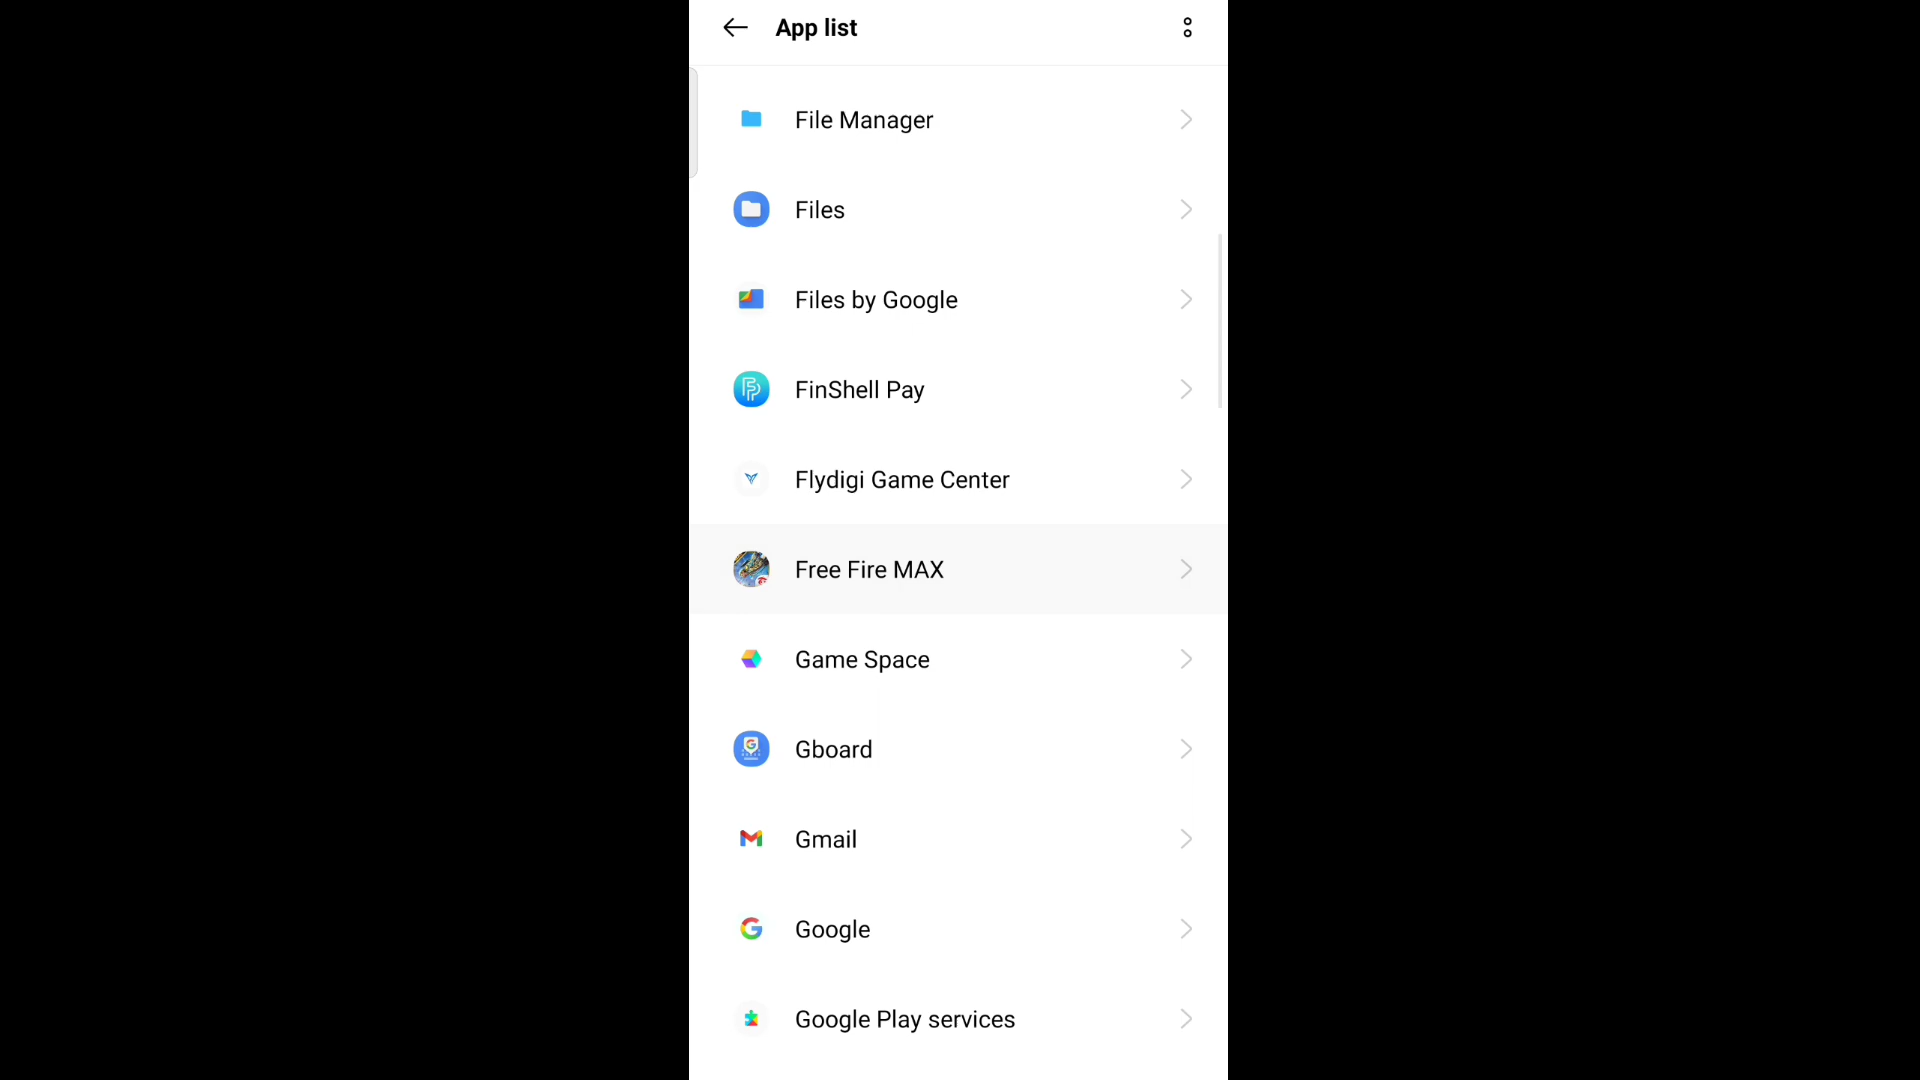 App list
File Manager
Files
Files by Google
FinShell Pay
Flydigi Game Center
Free Fire MAX
Game Space
Gboard
Gmail
Google
Google Play services